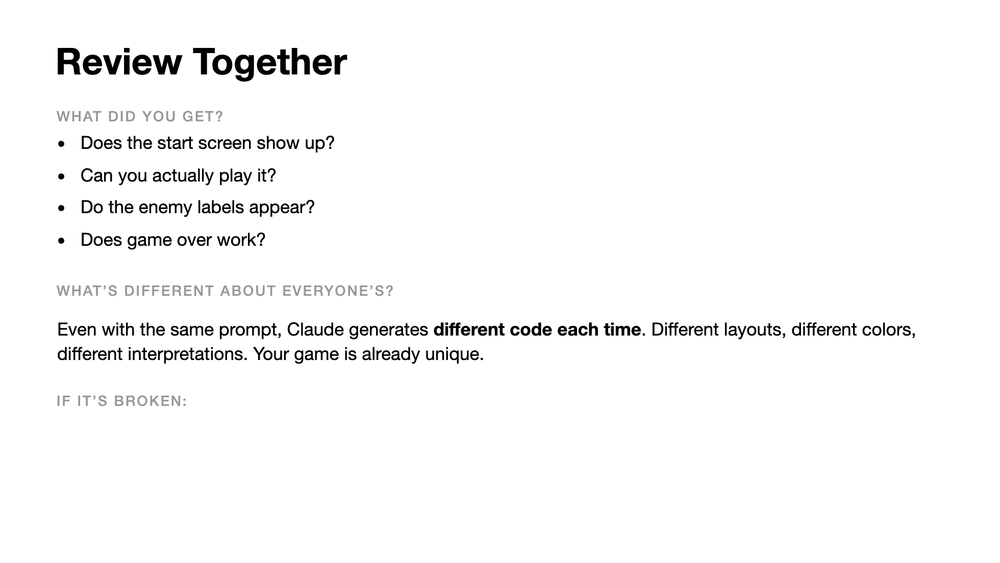 Review Together
WHAT DID YOU GET?
• Does the start screen show up?
• Can you actually play it?
• Do the enemy labels appear?
• Does game over work?
WHAT’S DIFFERENT ABOUT EVERYONE’S?
Even with the same prompt, Claude generates different code each time. Different layouts, different colors,
different interpretations. Your game is already unique.
IF IT’S BROKEN: